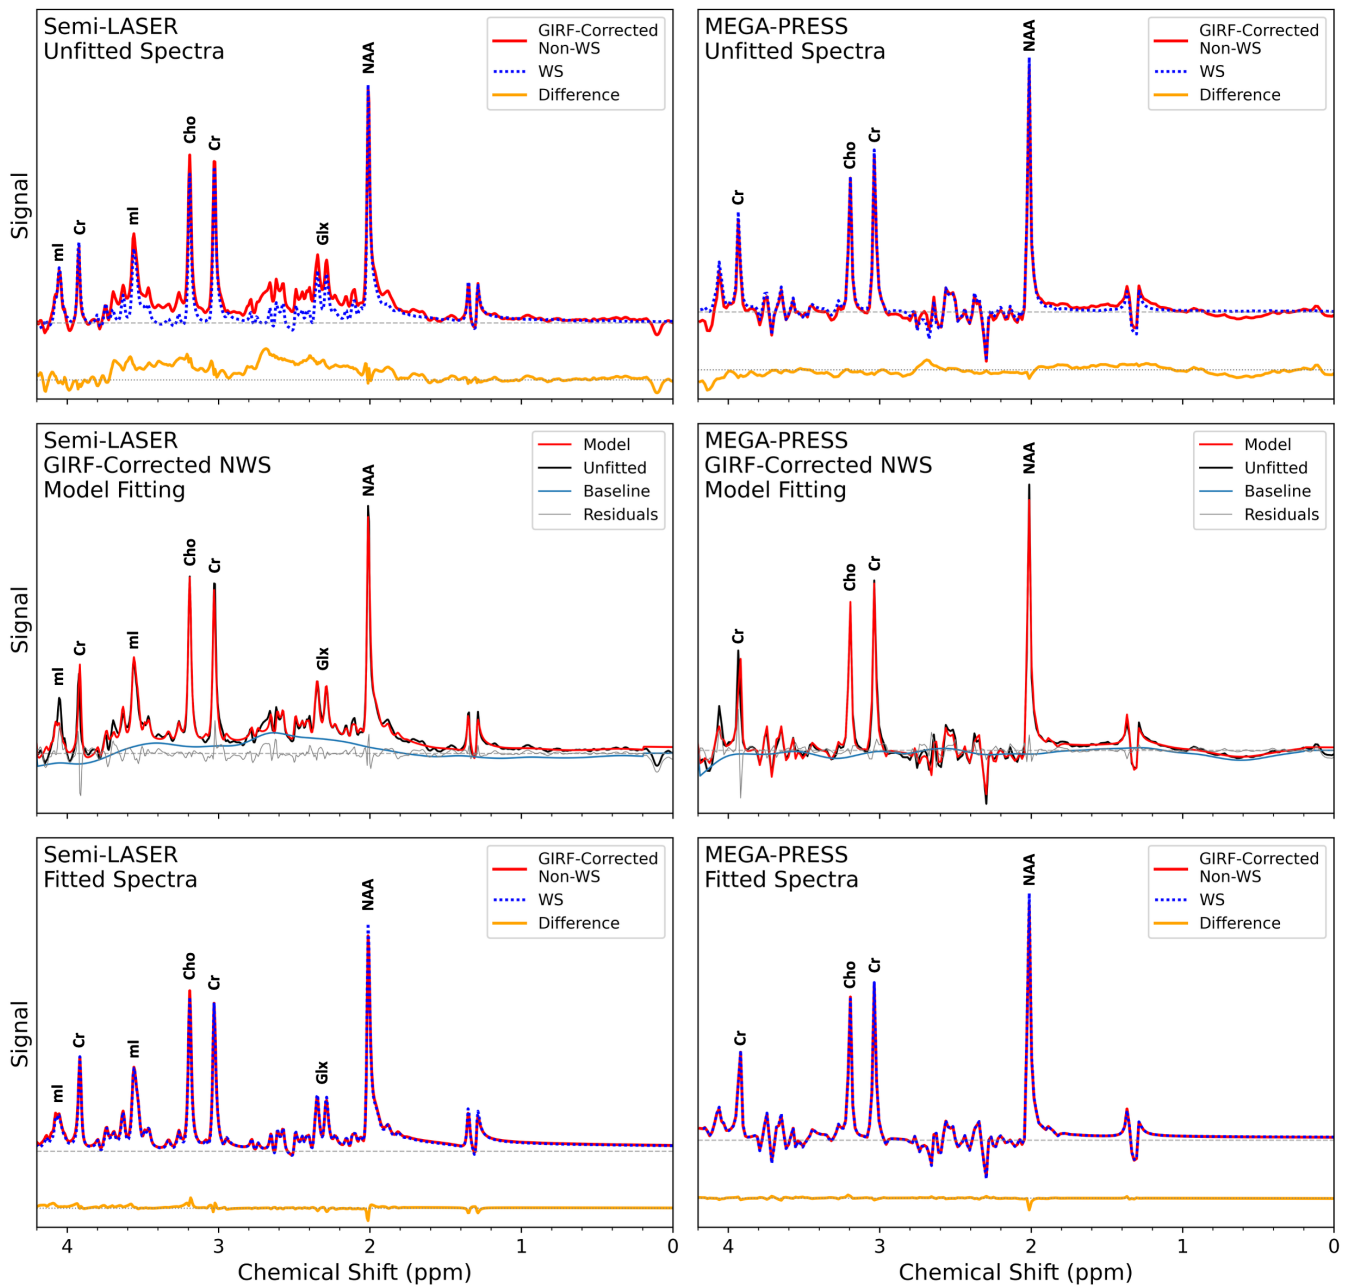 Semi-LASER
Unfitted Spectra
GIRF-Corrected
Non-WS
WS
Difference
NAA
Cho
Cr
mI
Cr
mI
Glx
Signal
MEGA-PRESS
Unfitted Spectra
GIRF-Corrected
Non-WS
WS
Difference
NAA
Cr
Cho
Cr
Semi-LASER
GIRF-Corrected NWS
Model Fitting
Model
Unfitted
Baseline
Residuals
NAA
Cho
Cr
mI
Cr
mI
Glx
Signal
MEGA-PRESS
GIRF-Corrected NWS
Model Fitting
Model
Unfitted
Baseline
Residuals
NAA
Cho
Cr
Cr
Semi-LASER
Fitted Spectra
GIRF-Corrected
Non-WS
WS
Difference
NAA
Cho
Cr
Cr
mI
mI
Glx
Signal
4 3 2 1 0
Chemical Shift (ppm)
MEGA-PRESS
Fitted Spectra
GIRF-Corrected
Non-WS
WS
Difference
NAA
Cho
Cr
Cr
4 3 2 1 0
Chemical Shift (ppm)